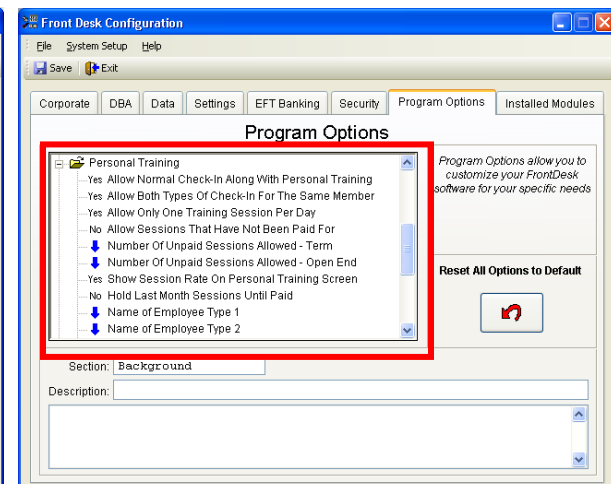 Front Desk Configuration
File System Setup Help
Save Exit
Corporate DBA Data Settings EFT Banking Security Program Options Installed Modules
Program Options
Personal Training
Yes Allow Normal Check-In Along With Personal Training
Yes Allow Both Types Of Check-In For The Same Member
Yes Allow Only One Training Session Per Day
No Allow Sessions That Have Not Been Paid For
Number Of Unpaid Sessions Allowed - Term
Number Of Unpaid Sessions Allowed - Open End
Yes Show Session Rate On Personal Training Screen
No Hold Last Month Sessions Until Paid
Name of Employee Type 1
Name of Employee Type 2
Program Options allow you to
customize your FrontDesk
software for your specific needs
Reset All Options to Default
Section: Background
Description: